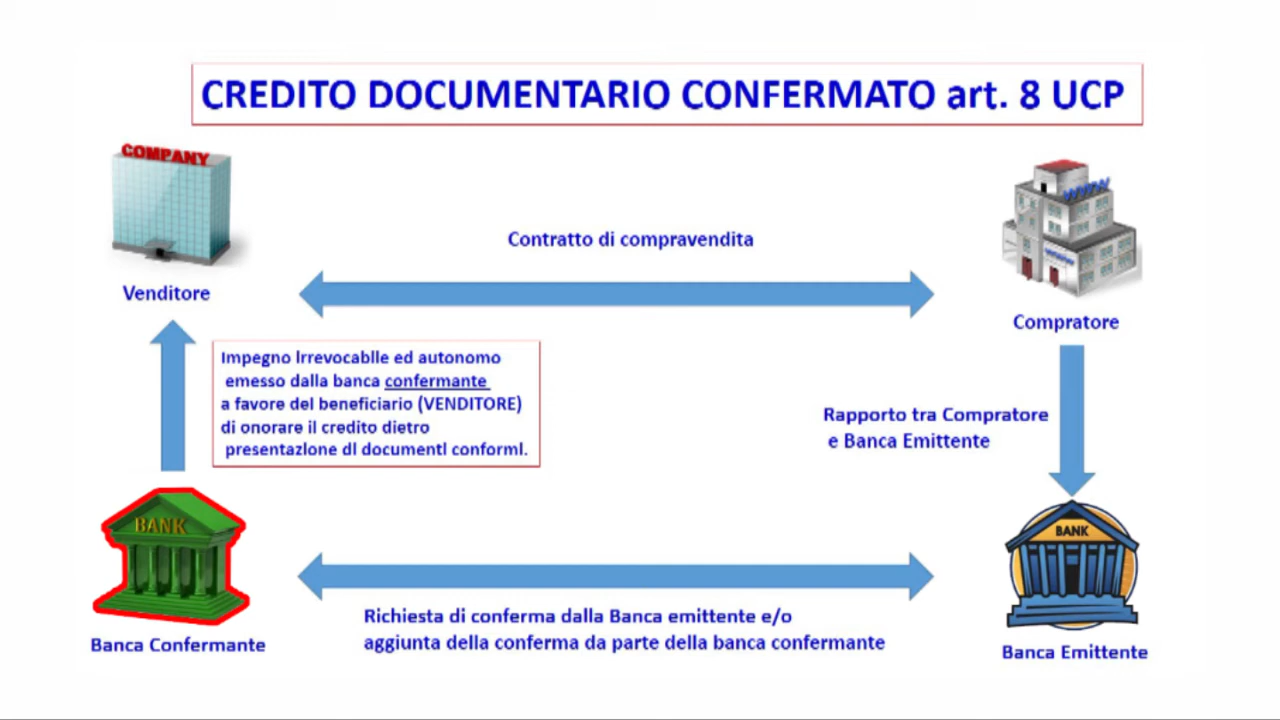 CREDITO DOCUMENTARIO CONFERMATO art. 8 UCP
COMPANY
www
Contratto di compravendita
Venditore
Compratore
Impegno Irrevocablle ed autonomo
emesso dalla banca confermante
a favore del beneficiario (VENDITORE)
di onorare il credito dietro
presentazlone dl documentl conforml.
Rapporto tra Compratore
e Banca Emittente
BANK
BANK
Richiesta di conferma dalla Banca emittente e/o
aggiunta della conferma da parte della banca confermante
Banca Confermante
Banca Emittente